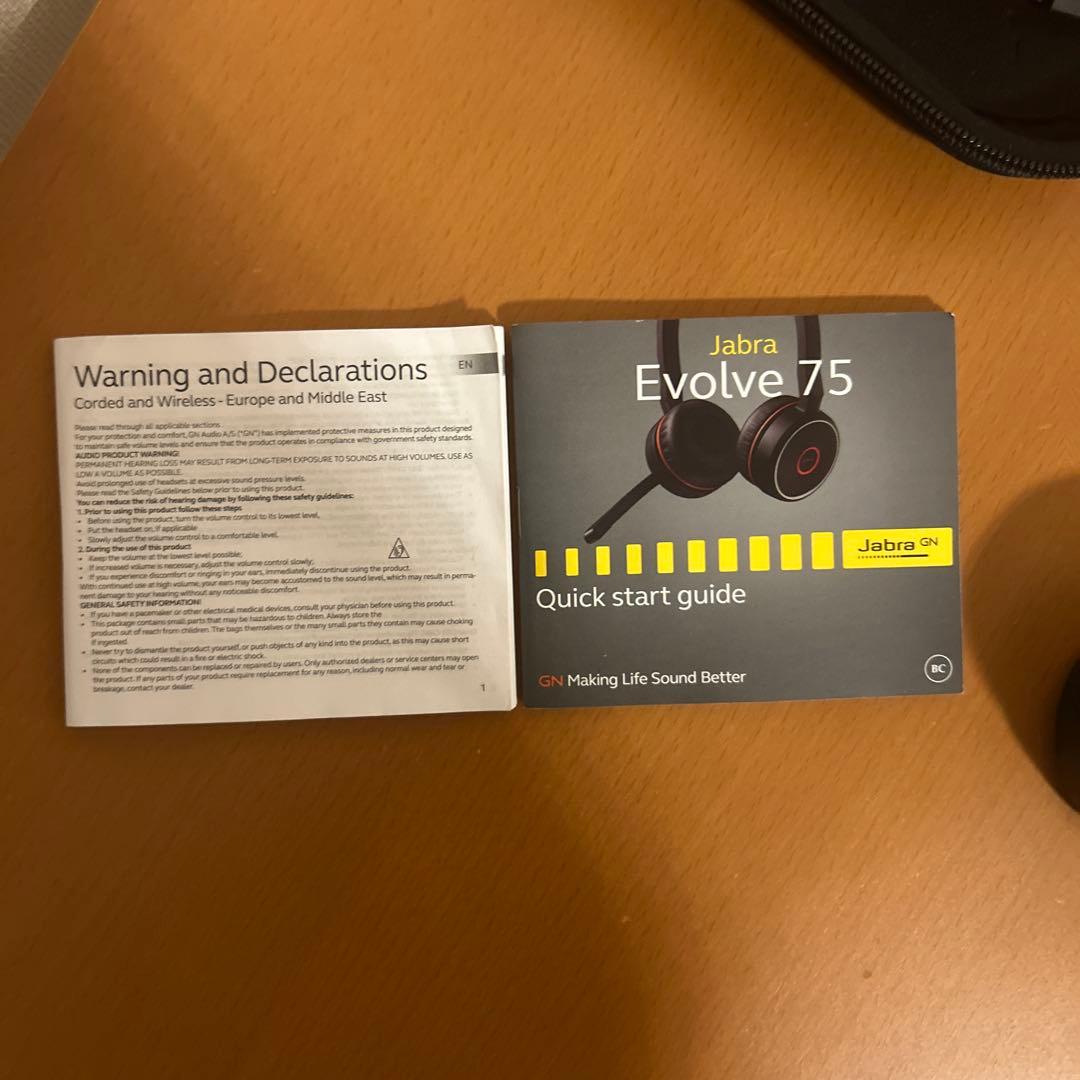 Warning and Declarations
EN
Corded and Wireless - Europe and Middle East
Please read through all applicable sections
For your protection and comfort, GN Audio A/S ("GN") has implemented protective measures in this product designed
to maintain safe volume levels and ensure that the product operates in compliance with government safety standards.
AUDIO PRODUCT WARNING!
PERMANENT HEARING LOSS MAY RESULT FROM LONG-TERM EXPOSURE TO SOUNDS AT HIGH VOLUMES. USE AS
LOW A VOLUME AS POSSIBLE.
Avoid prolonged use of headsets at excessive sound pressure levels.
Please read the Safety Guidelines below prior to using this product.
You can reduce the risk of hearing damage by following these safety guidelines:
1. Prior to using this product follow these steps
• Before using the product, turn the volume control to its lowest level,
• Put the headset on, if applicable
• Slowly adjust the volume control to a comfortable level.
2. During the use of this product
• Keep the volume at the lowest level possible;
• If increased volume is necessary, adjust the volume control slowly;
• If you experience discomfort or ringing in your ears, immediately discontinue using the product.
With continued use at high volume, your ears may become accustomed to the sound level, which may result in perma-
nent damage to your hearing without any noticeable discomfort.
GENERAL SAFETY INFORMATION!
• If you have a pacemaker or other electrical medical devices, consult your physician before using this product.
• This package contains small parts that may be hazardous to children. Always store the
product out of reach from children. The bags themselves or the many small parts they contain may cause choking
if ingested.
• Never try to dismantle the product yourself, or push objects of any kind into the product, as this may cause short
circuits which could result in a fire or electric shock.
• None of the components can be replaced or repaired by users. Only authorized dealers or service centers may open
the product. If any parts of your product require replacement for any reason, including normal wear and tear or
breakage, contact your dealer.
1
Jabra
Evolve 75
Jabra GN
Quick start guide
GN Making Life Sound Better
BC